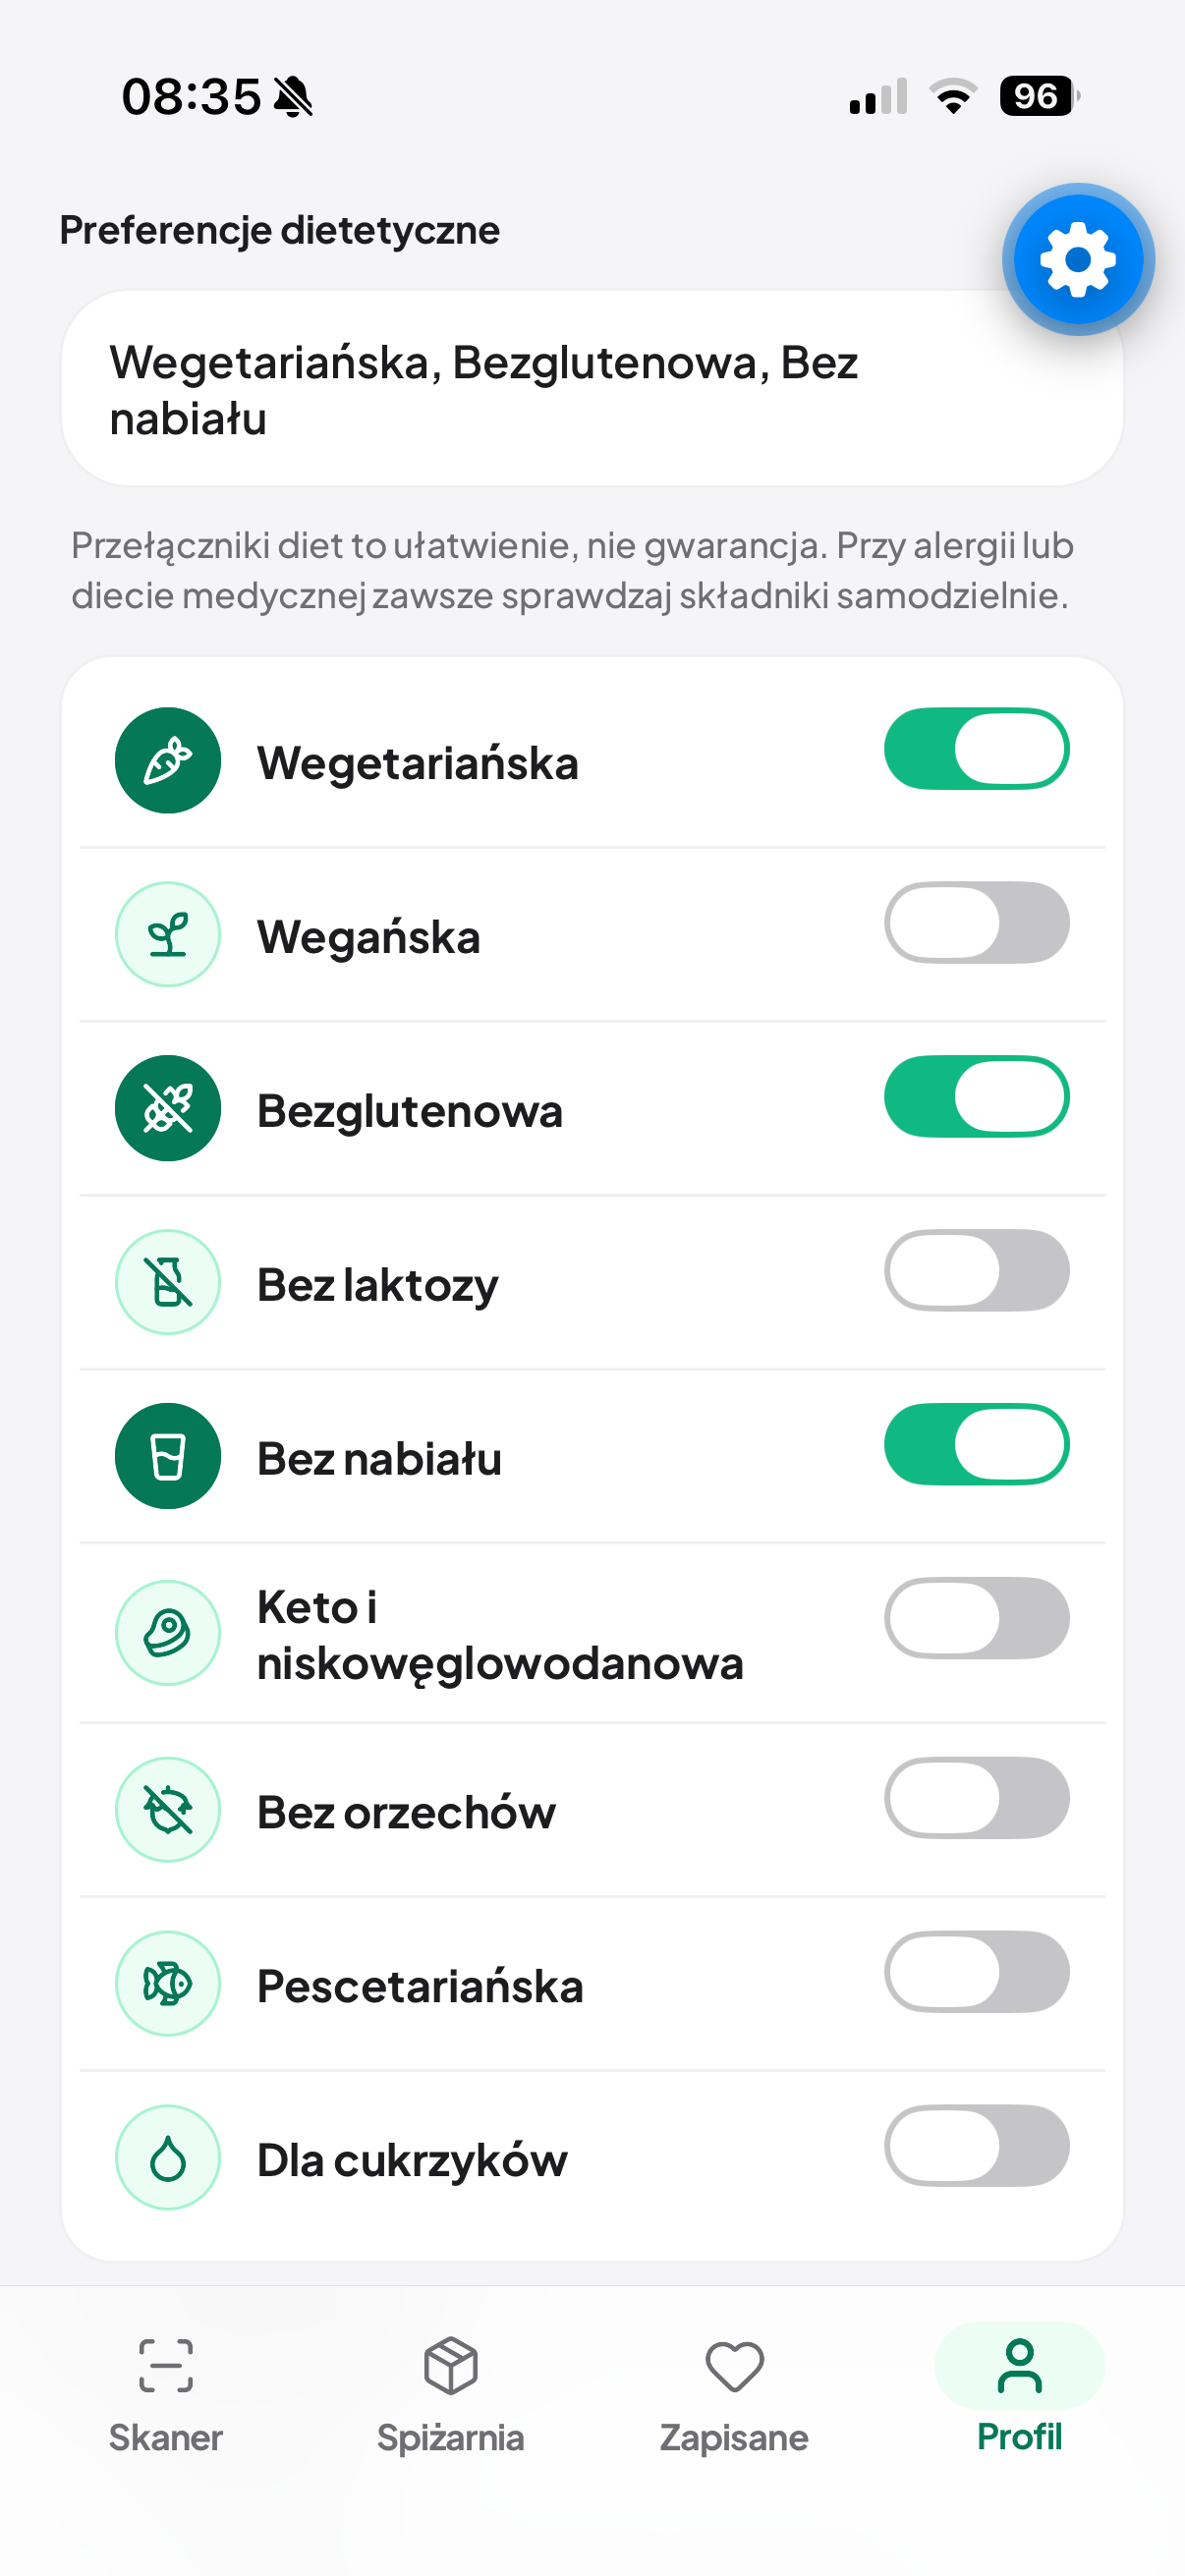 08:35
96
Preferencje dietetyczne
Wegetariańska, Bezglutenowa, Bez
nabiału
Przełączniki diet to ułatwienie, nie gwarancja. Przy alergii lub
diecie medycznej zawsze sprawdzaj składniki samodzielnie.
Wegetariańska
Wegańska
Bezglutenowa
Bez laktozy
Bez nabiału
Keto i
niskowęglowodanowa
Bez orzechów
Pescetariańska
Dla cukrzyków
Skaner
Spiżarnia
Zapisane
Profil